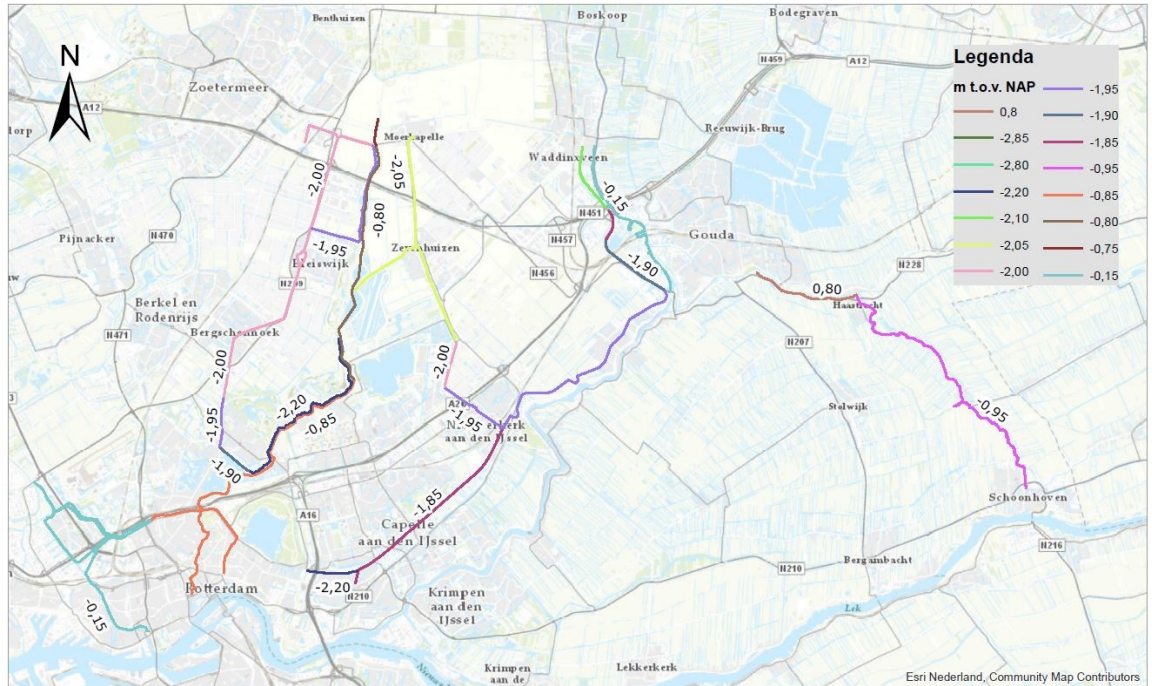 Benthuizen
Boskoop
Bodegraven
N
Zoetermeer
A12
N459
A12
Legenda
m t.o.v. NAP
0,8
-2,85
-2,80
-2,20
-2,10
-2,05
-2,00
-1,95
-1,90
-1,85
-0,95
-0,85
-0,80
-0,75
-0,15
dorp
Moerkapelle
Reeuwijk-Brug
Waddinxveen
-2,00
-2,05
-0,15
-0,80
N451
Pijnacker
N470
-1,95
Zevenhuizen
N457
Gouda
Bleiswijk
N456
-1,90
N228
N209
0,80
Haastrecht
Berkel en
Rodenrijs
N471
Bergschenhoek
N207
-2,00
-2,00
-2,20
-0,85
A20
-1,95
Stolwijk
-0,95
-1,95
Nieuwerkerk
aan den IJssel
-1,90
-1,85
Schoonhoven
A16
Capelle
aan den IJssel
N216
Bergambacht
N210
Rotterdam
-2,20
N210
Krimpen
aan den
IJssel
-0,15
Lek
Krimpen
aan de
Lekkerkerk
Esri Nederland, Community Map Contributors